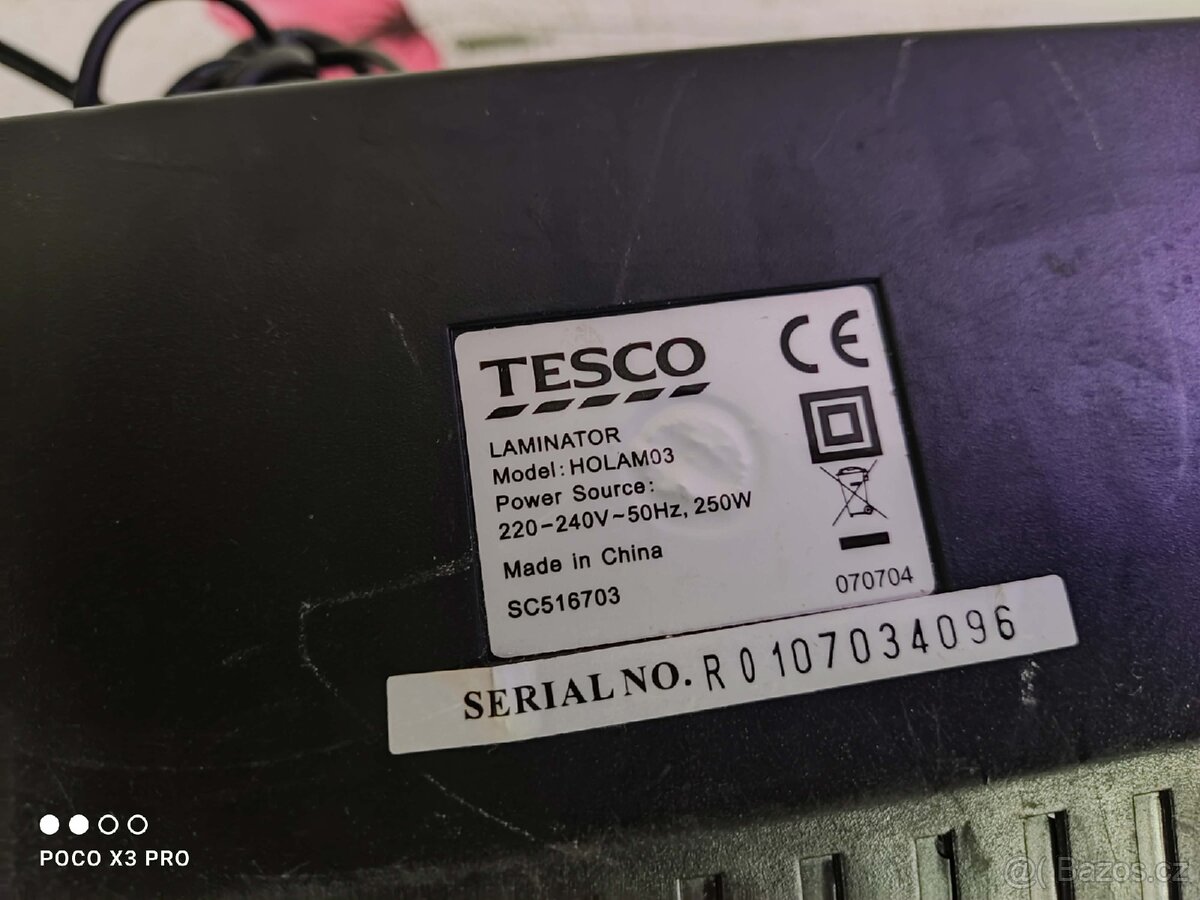 TESCO
CE
LAMINATOR
Model: HOLAM03
Power Source:
220-240V~50Hz, 250W
Made in China
SC516703
070704
SERIAL NO. R0107034096
POCO X3 PRO
@( Bazos.cz